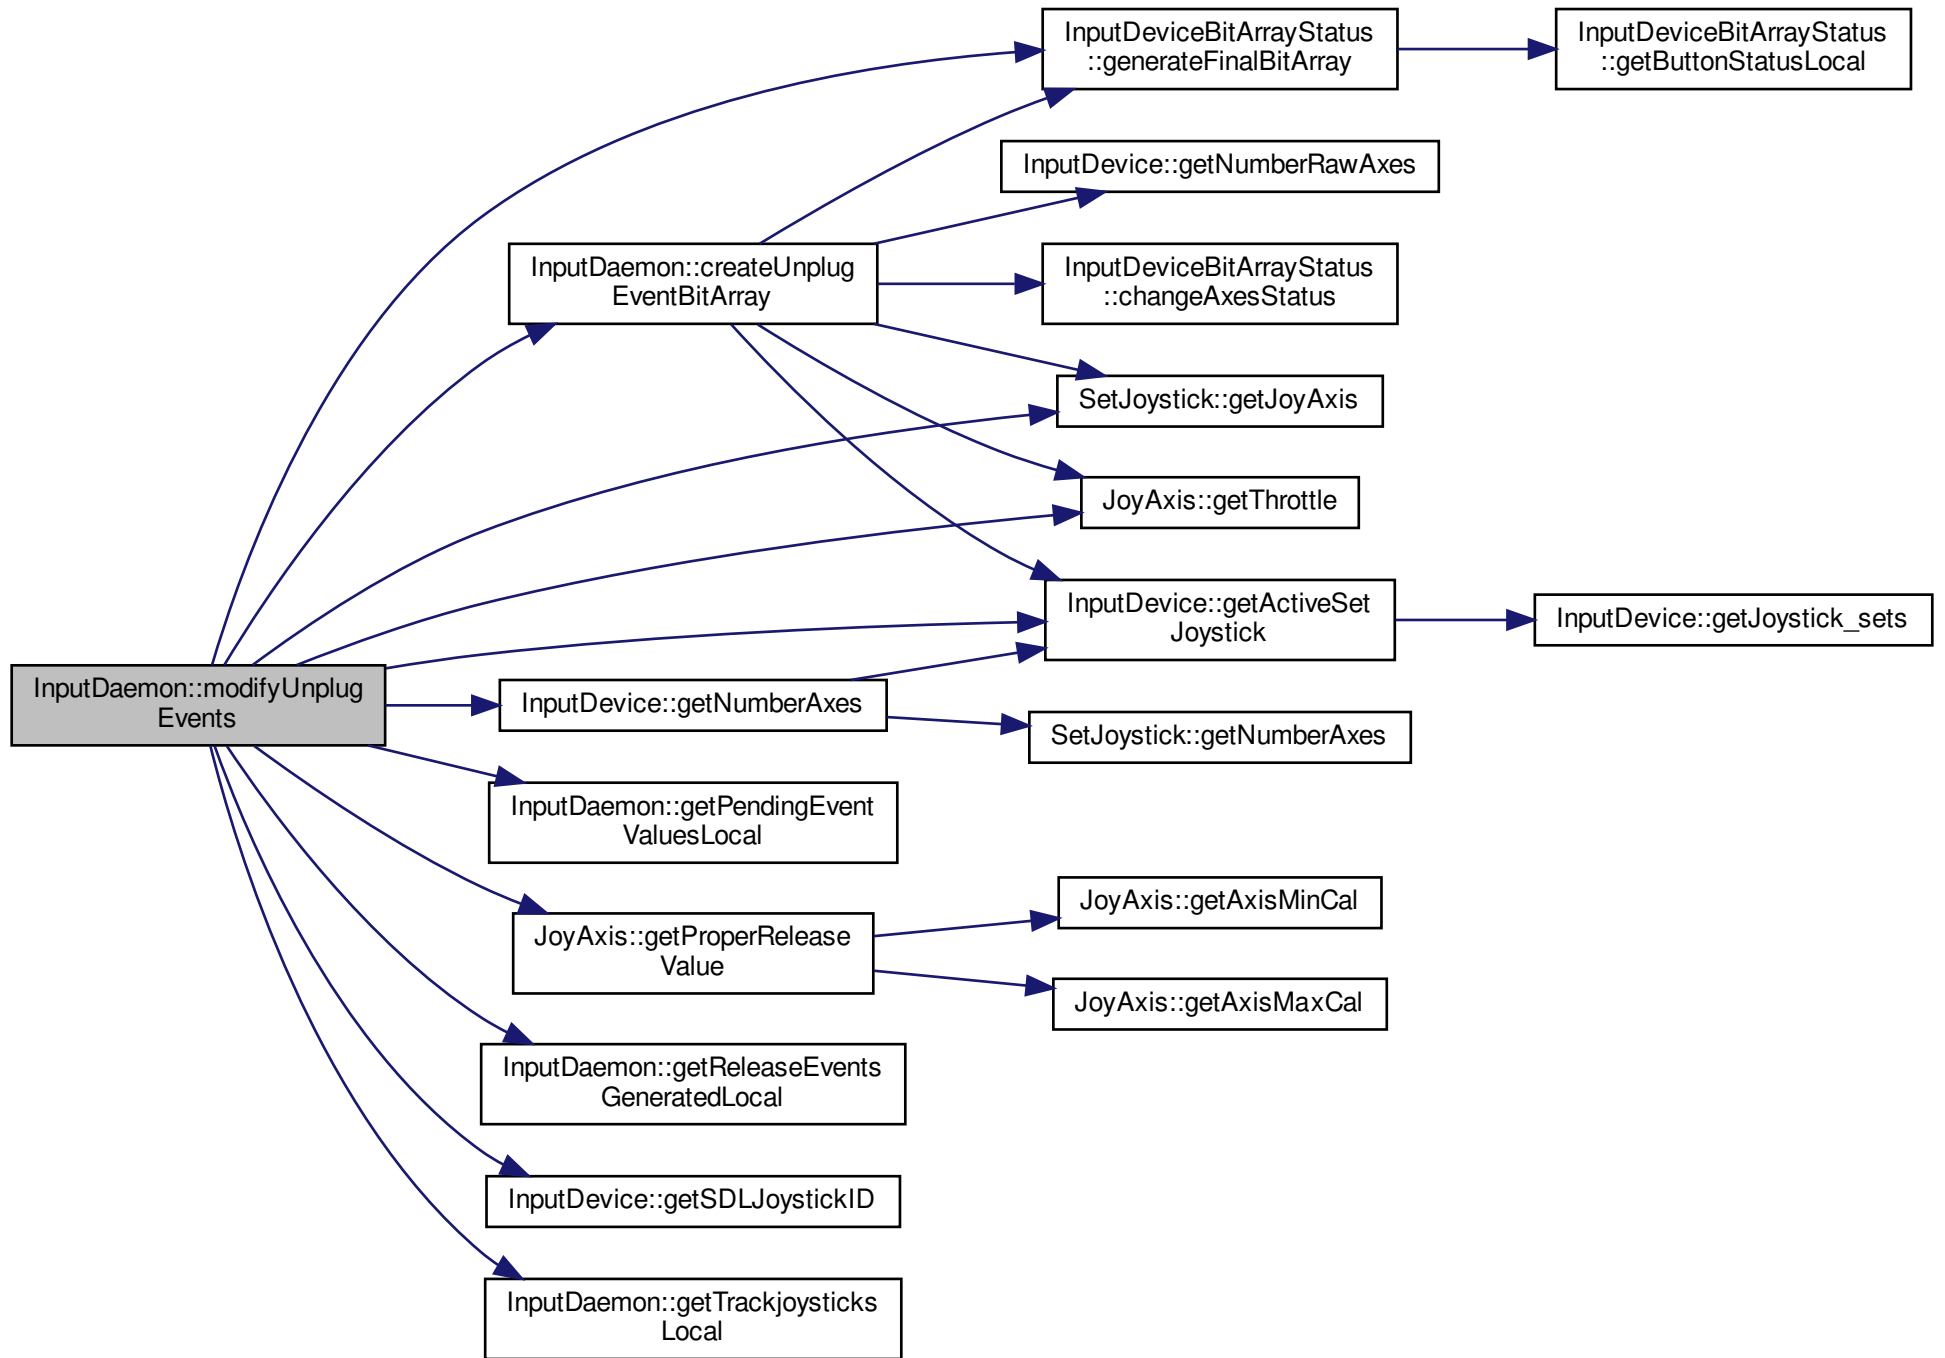 InputDeviceBitArrayStatus
::generateFinalBitArray
InputDeviceBitArrayStatus
::getButtonStatusLocal
InputDevice::getNumberRawAxes
InputDaemon::createUnplug
EventBitArray
InputDeviceBitArrayStatus
::changeAxesStatus
SetJoystick::getJoyAxis
JoyAxis::getThrottle
InputDevice::getActiveSet
Joystick
InputDevice::getJoystick_sets
InputDaemon::modifyUnplug
Events
InputDevice::getNumberAxes
SetJoystick::getNumberAxes
InputDaemon::getPendingEvent
ValuesLocal
JoyAxis::getAxisMinCal
JoyAxis::getProperRelease
Value
JoyAxis::getAxisMaxCal
InputDaemon::getReleaseEvents
GeneratedLocal
InputDevice::getSDLJoystickID
InputDaemon::getTrackjoysticks
Local